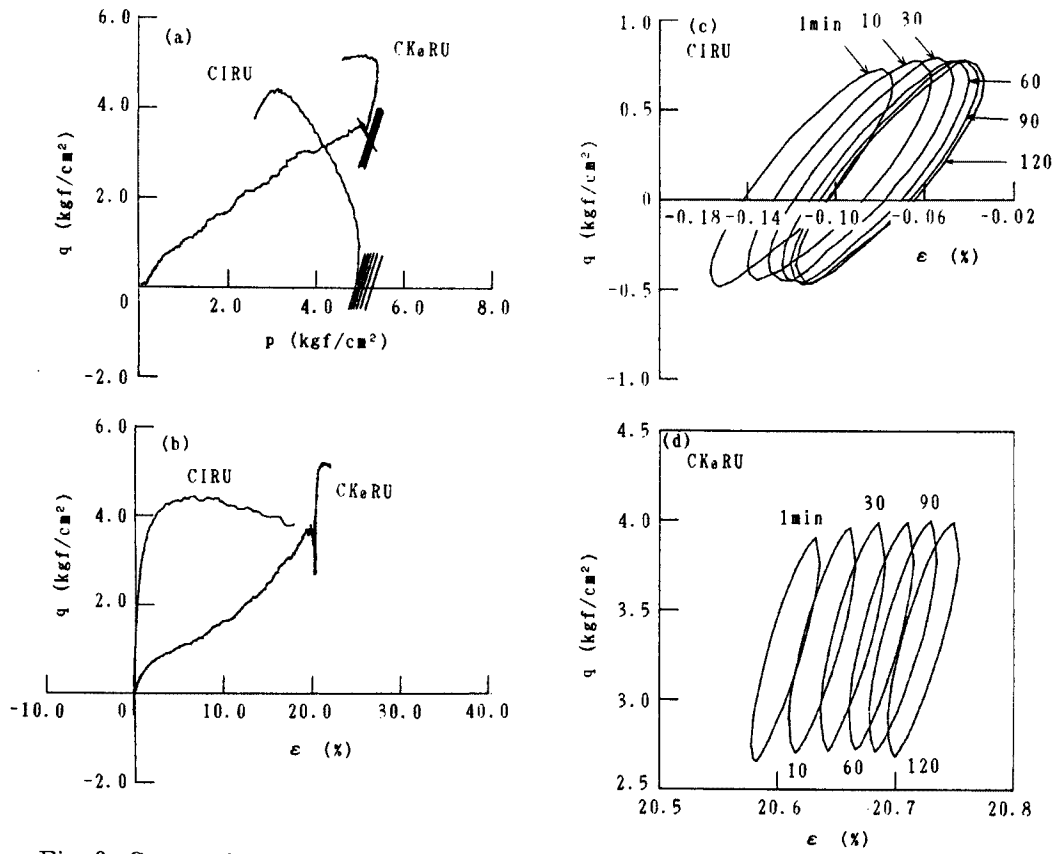 (a)
6.0
4.0
2.0
0
-2.0
q (kgf/cm²)
CIRU
CKøRU
2.0
4.0
6.0
8.0
p (kgf/cm²)
(b)
6.0
4.0
2.0
0
-2.0
q (kgf/cm²)
CIRU
CKøRU
-10.0
10.0
20.0
30.0
40.0
ε (%)
(c)
CIRU
1.0
0.5
0
-0.5
-1.0
q (kgf/cm²)
1min
10
30
60
90
120
-0.18
-0.14
-0.10
-0.06
-0.02
ε (%)
(d)
CKøRU
4.5
4.0
3.5
3.0
2.5
q (kgf/cm²)
1min
30
90
10
60
120
20.5
20.6
20.7
20.8
ε (%)